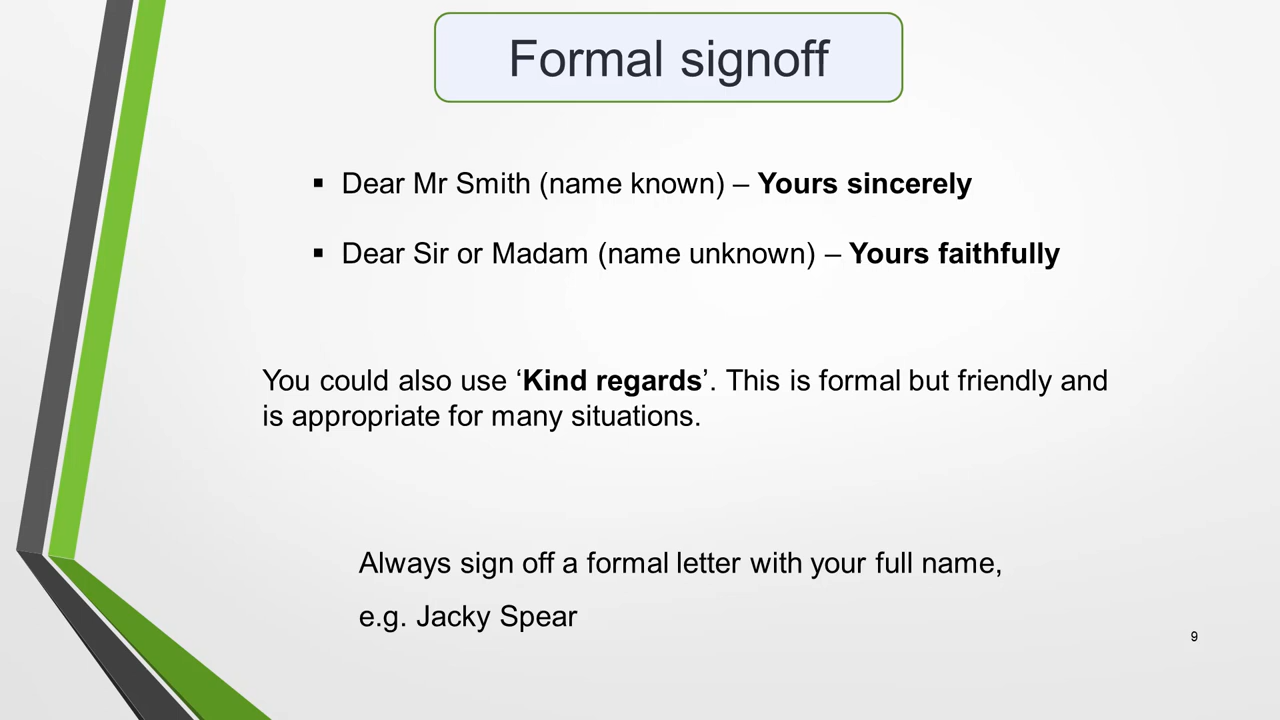 Formal signoff
▪ Dear Mr Smith (name known) – Yours sincerely
▪ Dear Sir or Madam (name unknown) – Yours faithfully
You could also use ‘Kind regards’. This is formal but friendly and
is appropriate for many situations.
Always sign off a formal letter with your full name,
e.g. Jacky Spear
9